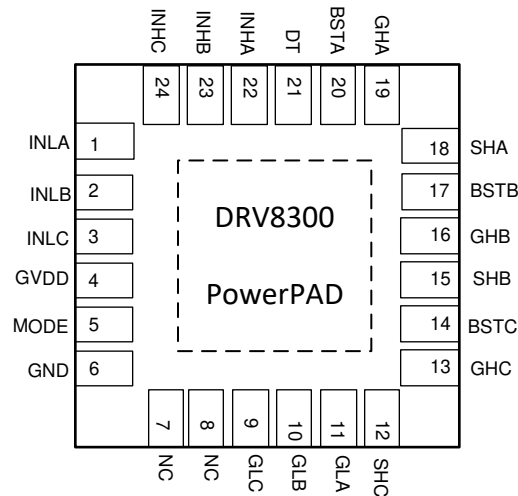 INHC
INHB
INHA
DT
BSTA
GHA
24
23
22
21
20
19
INLA 1
INLB 2
INLC 3
GVDD 4
MODE 5
GND 6
18 SHA
17 BSTB
16 GHB
15 SHB
14 BSTC
13 GHC
DRV8300
PowerPAD
7
8
9
10
11
12
NC
NC
GLC
GLB
GLA
SHC